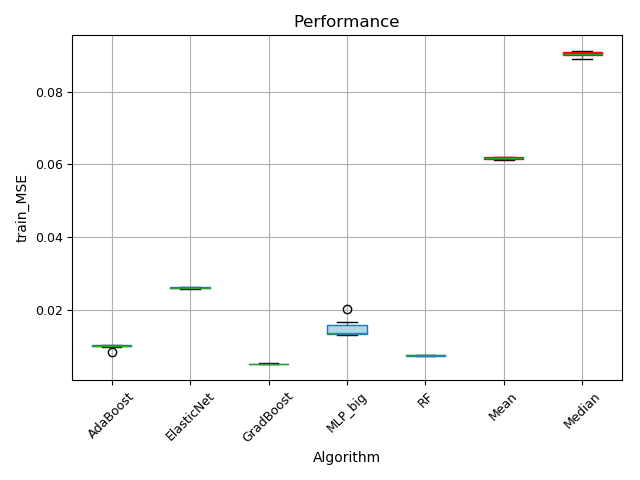 Performance
train_MSE
0.08
0.06
0.04
0.02
AdaBoost
ElasticNet
GradBoost
MLP_big
RF
Mean
Median
Algorithm